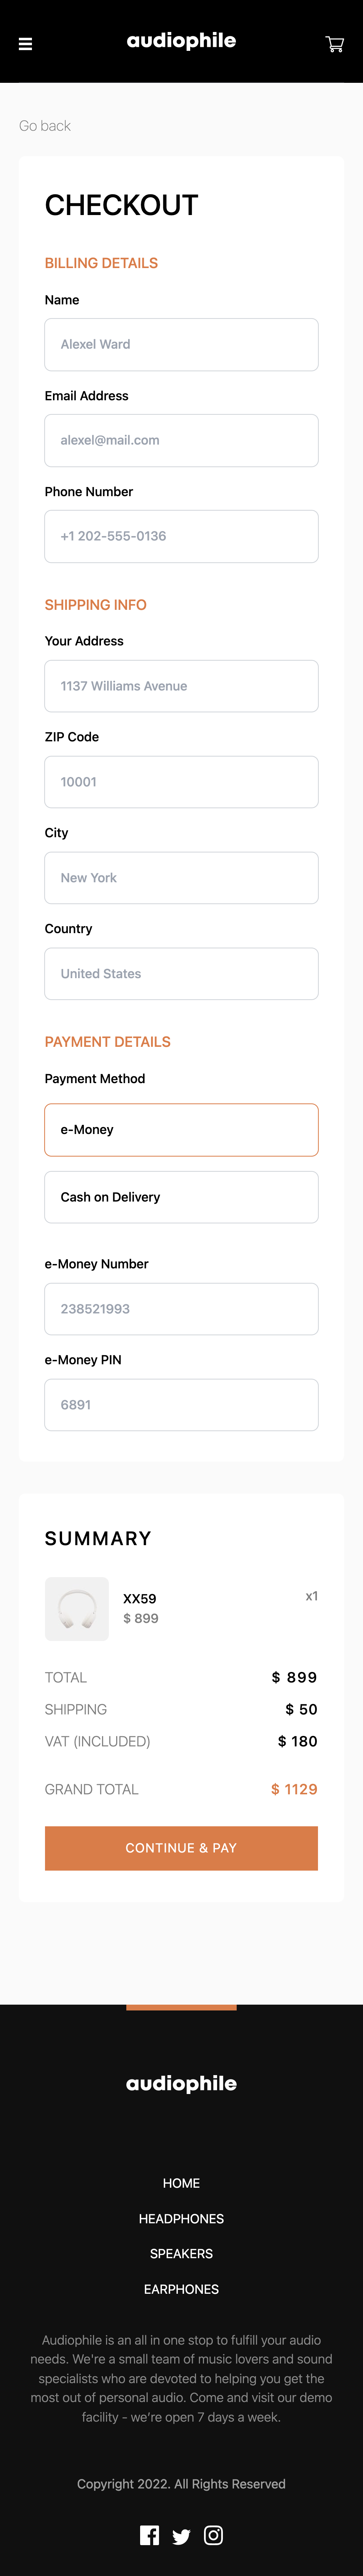 audiophile
Go back
CHECKOUT
BILLING DETAILS
Name
Alexel Ward
Email Address
alexel@mail.com
Phone Number
+1 202-555-0136
SHIPPING INFO
Your Address
1137 Williams Avenue
ZIP Code
10001
City
New York
Country
United States
PAYMENT DETAILS
Payment Method
e-Money
Cash on Delivery
e-Money Number
238521993
e-Money PIN
6891
SUMMARY
XX59 x1
$ 899
TOTAL $ 899
SHIPPING $ 50
VAT (INCLUDED) $ 180
GRAND TOTAL $ 1129
CONTINUE & PAY
audiophile
HOME
HEADPHONES
SPEAKERS
EARPHONES
Audiophile is an all in one stop to fulfill your audio
needs. We're a small team of music lovers and sound
specialists who are devoted to helping you get the
most out of personal audio. Come and visit our demo
facility - we’re open 7 days a week.
Copyright 2022. All Rights Reserved